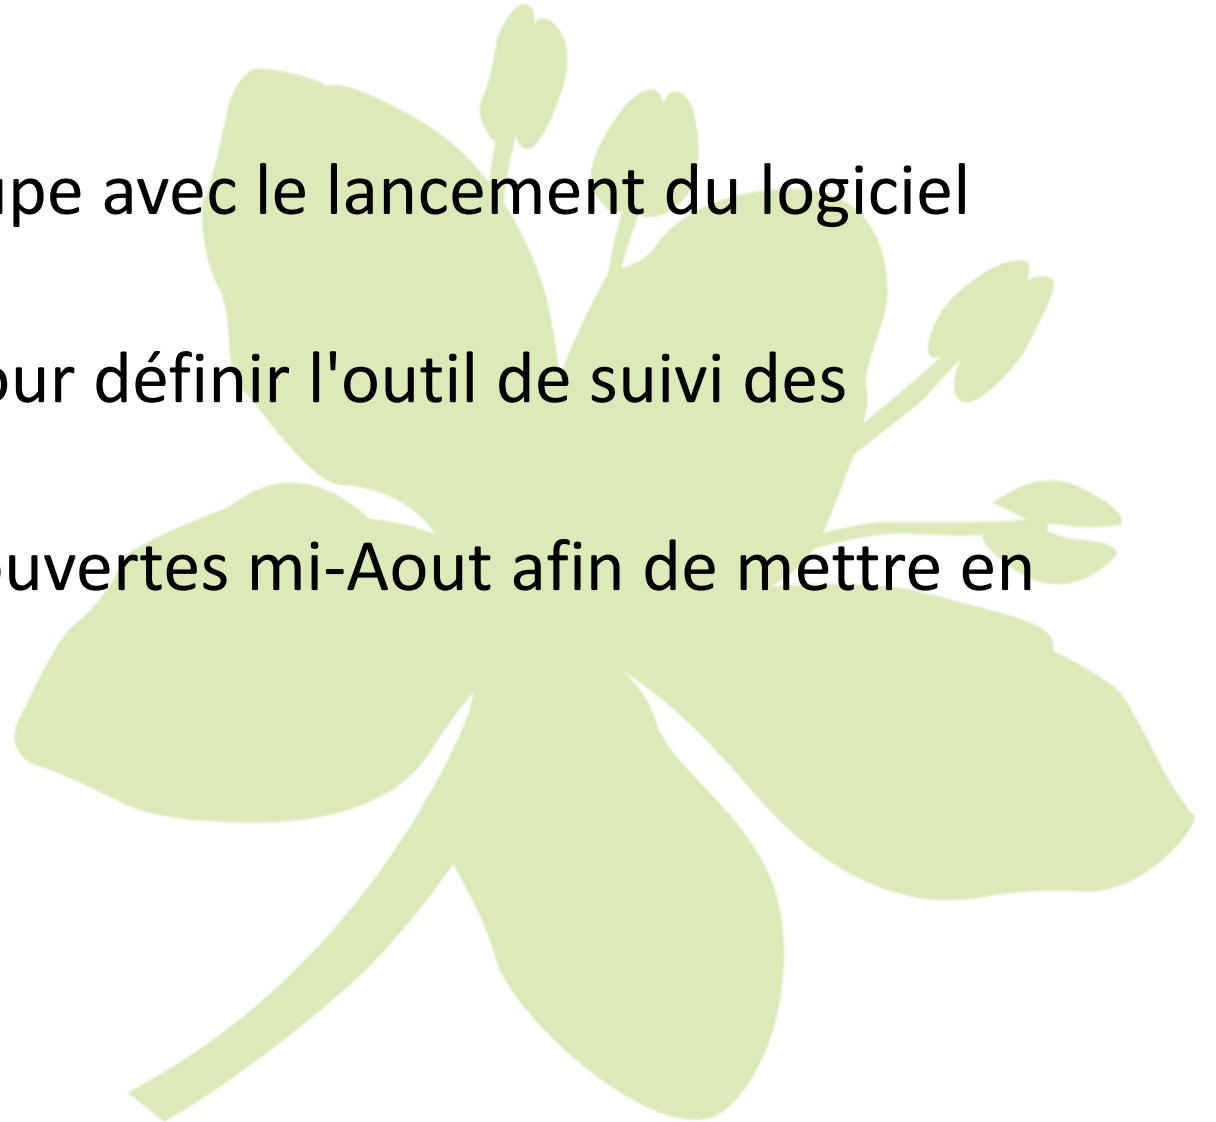 upe avec le lancement du logiciel
our définir l'outil de suivi des
ouvertes mi-Aout afin de mettre en